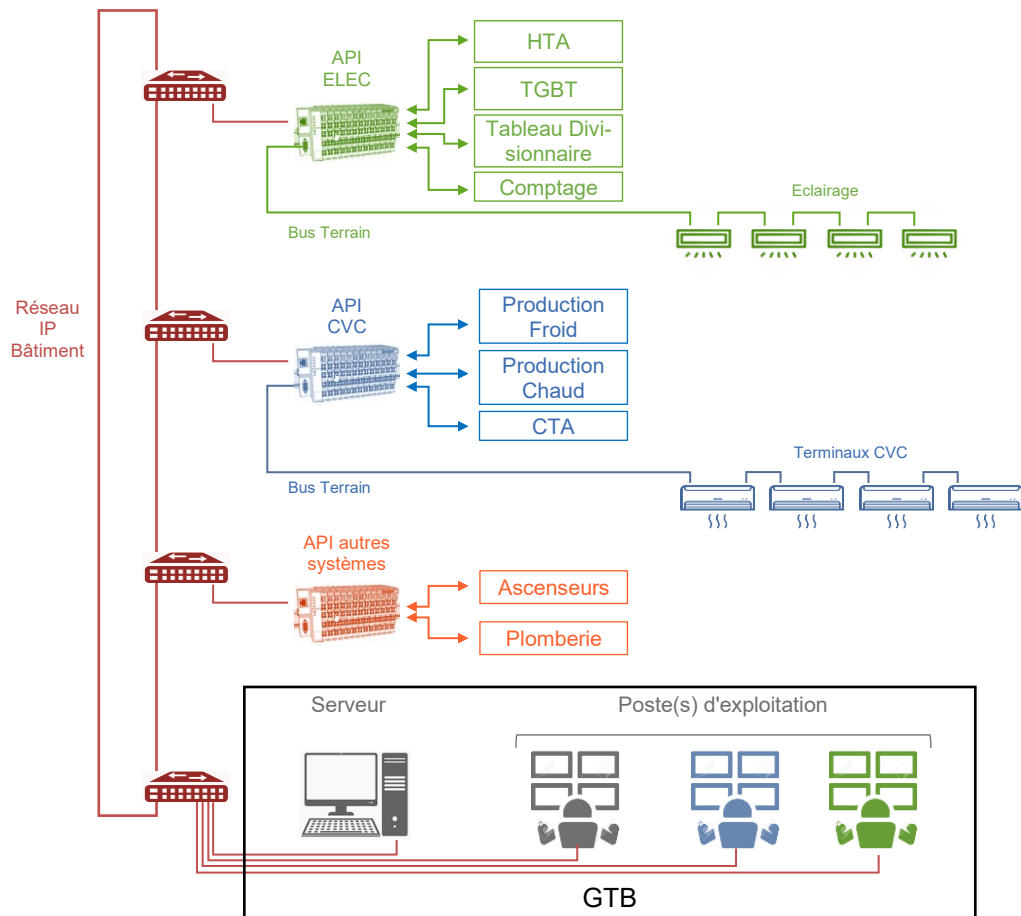 API
ELEC
HTA
TGBT
Tableau Divi-
sionnaire
Comptage
Eclairage
Bus Terrain
Réseau
IP
Bâtiment
API
CVC
Production
Froid
Production
Chaud
CTA
Terminaux CVC
Bus Terrain
API autres
systèmes
Ascenseurs
Plomberie
Serveur
Poste(s) d'exploitation
GTB